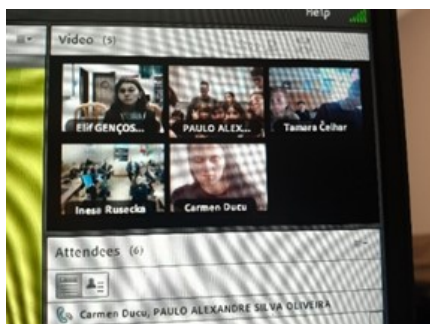 Help
Video (5)
Elif GENÇOS...
PAULO ALEX...
Tamara Čelhar
Inesa Rusecka
Carmen Ducu
Attendees (6)
Carmen Ducu, PAULO ALEXANDRE SILVA OLIVEIRA